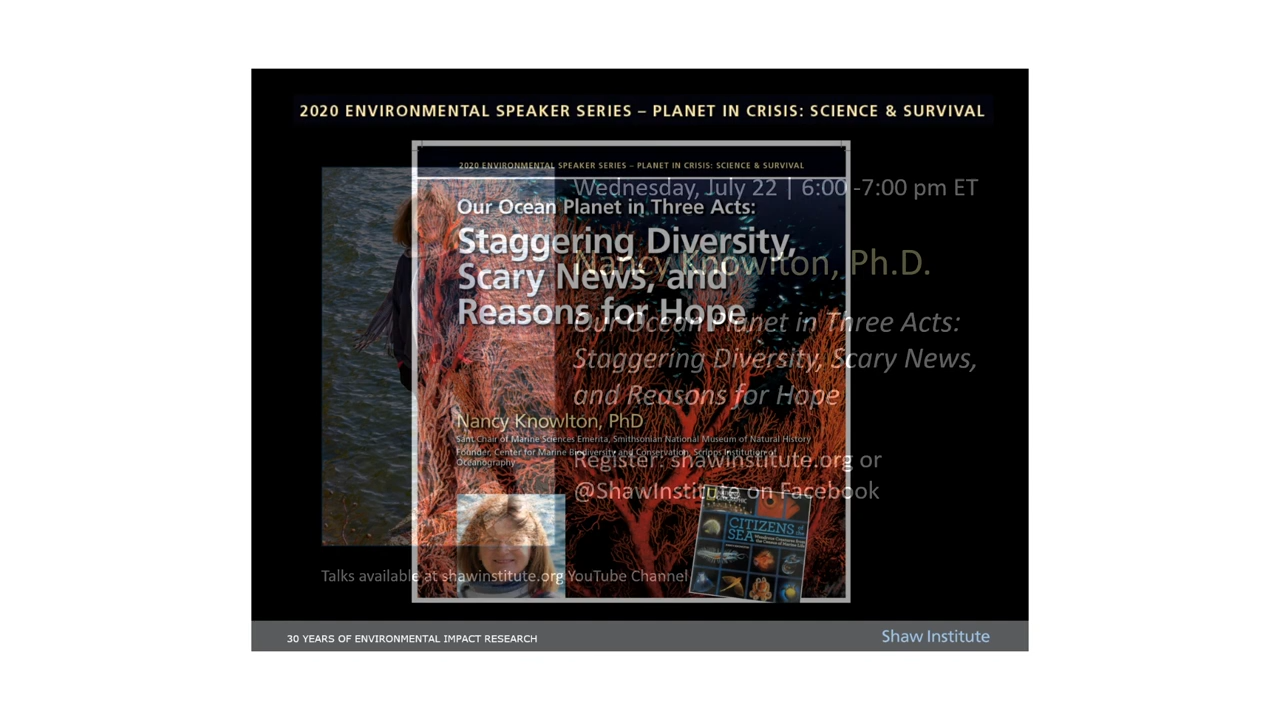 2020 ENVIRONMENTAL SPEAKER SERIES – PLANET IN CRISIS: SCIENCE & SURVIVAL
2020 ENVIRONMENTAL SPEAKER SERIES – PLANET IN CRISIS: SCIENCE & SURVIVAL
Our Ocean Planet in Three Acts:
Staggering Diversity,
Scary News, and
Reasons for Hope
Nancy Knowlton, PhD
Sant Chair of Marine Sciences Emerita, Smithsonian National Museum of Natural History
Founder, Center for Marine Biodiversity and Conservation, Scripps Institution of
Oceanography
CITIZENS of the
SEA
Wednesday, July 22 | 6:00 -7:00 pm ET
Nancy Knowlton, Ph.D.
Our Ocean Planet in Three Acts:
Staggering Diversity, Scary News,
and Reasons for Hope
Register: shawinstitute.org or
@ShawInstitute on Facebook
Talks available at shawinstitute.org YouTube Channel
30 YEARS OF ENVIRONMENTAL IMPACT RESEARCH
Shaw Institute